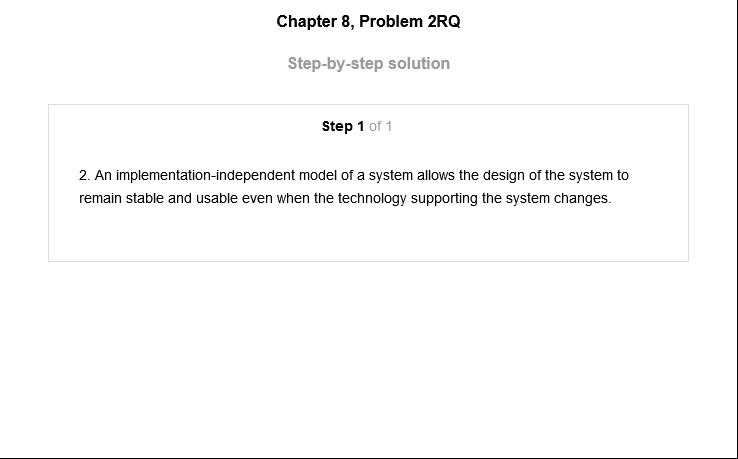 Chapter 8, Problem 2RQ
Step-by-step solution
Step 1 of 1
2. An implementation-independent model of a system allows the design of the system to
remain stable and usable even when the technology supporting the system changes.